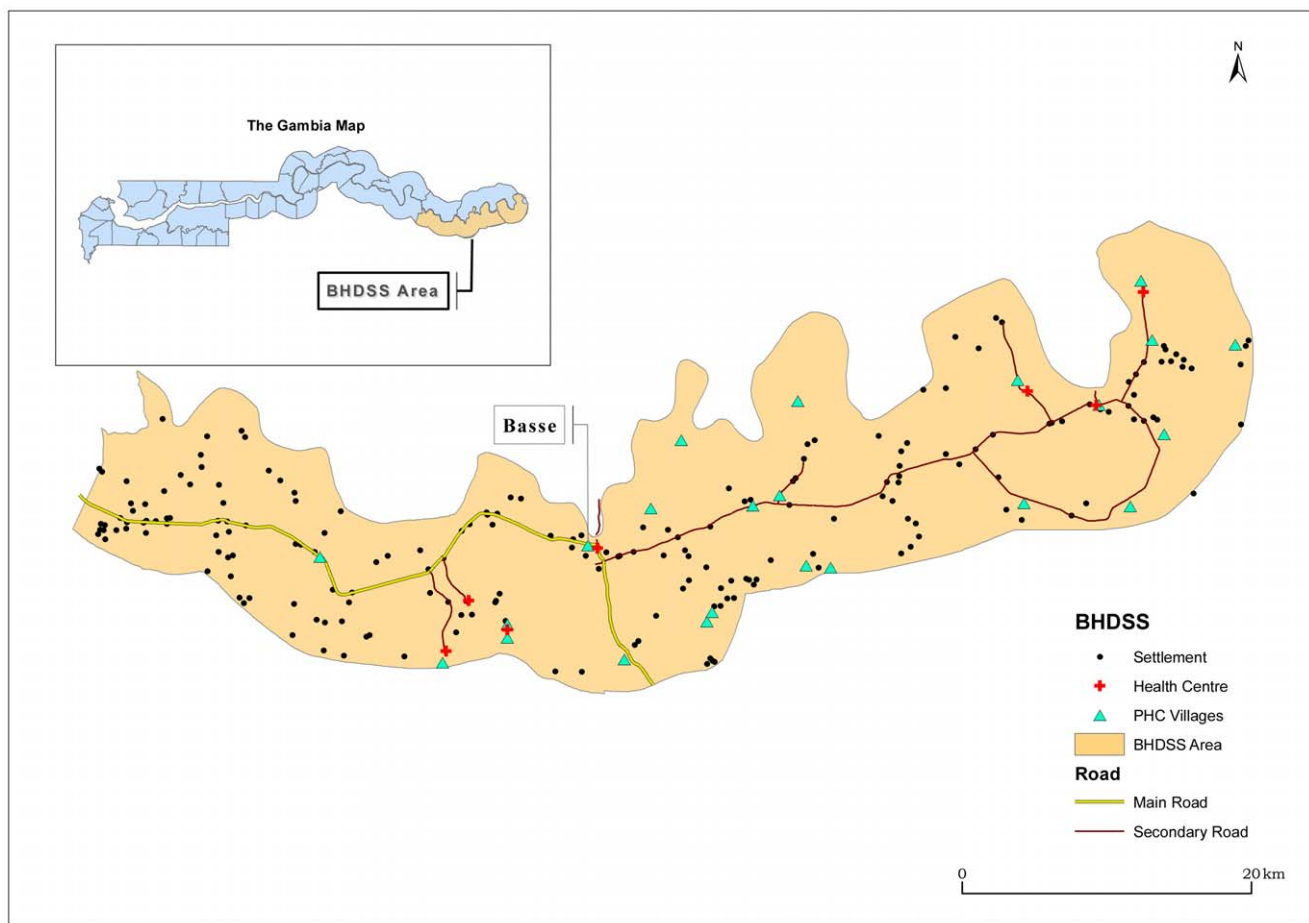 N
The Gambia Map
BHDSS Area
Basse
BHDSS
Settlement
Health Centre
PHC Villages
BHDSS Area
Road
Main Road
Secondary Road
0 20 km